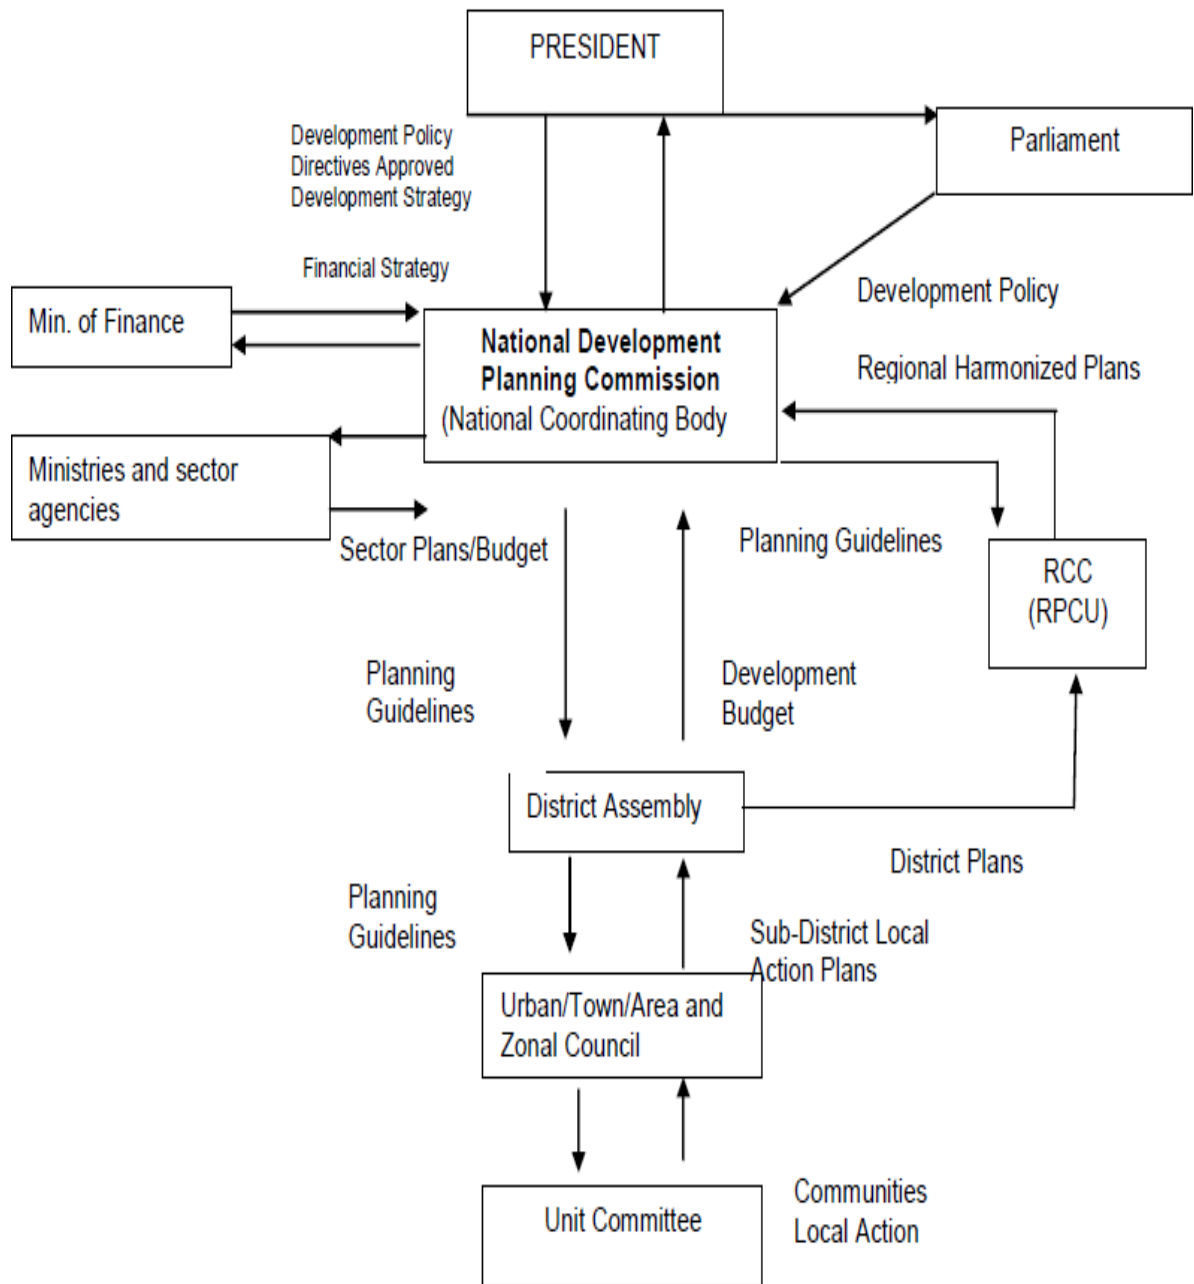 PRESIDENT
Development Policy
Directives Approved
Development Strategy
Parliament
Financial Strategy
Min. of Finance
Development Policy
National Development
Planning Commission
(National Coordinating Body
Regional Harmonized Plans
Ministries and sector
agencies
Sector Plans/Budget
Planning Guidelines
RCC
(RPCU)
Planning
Guidelines
Development
Budget
District Assembly
District Plans
Planning
Guidelines
Sub-District Local
Action Plans
Urban/Town/Area and
Zonal Council
Communities
Local Action
Unit Committee